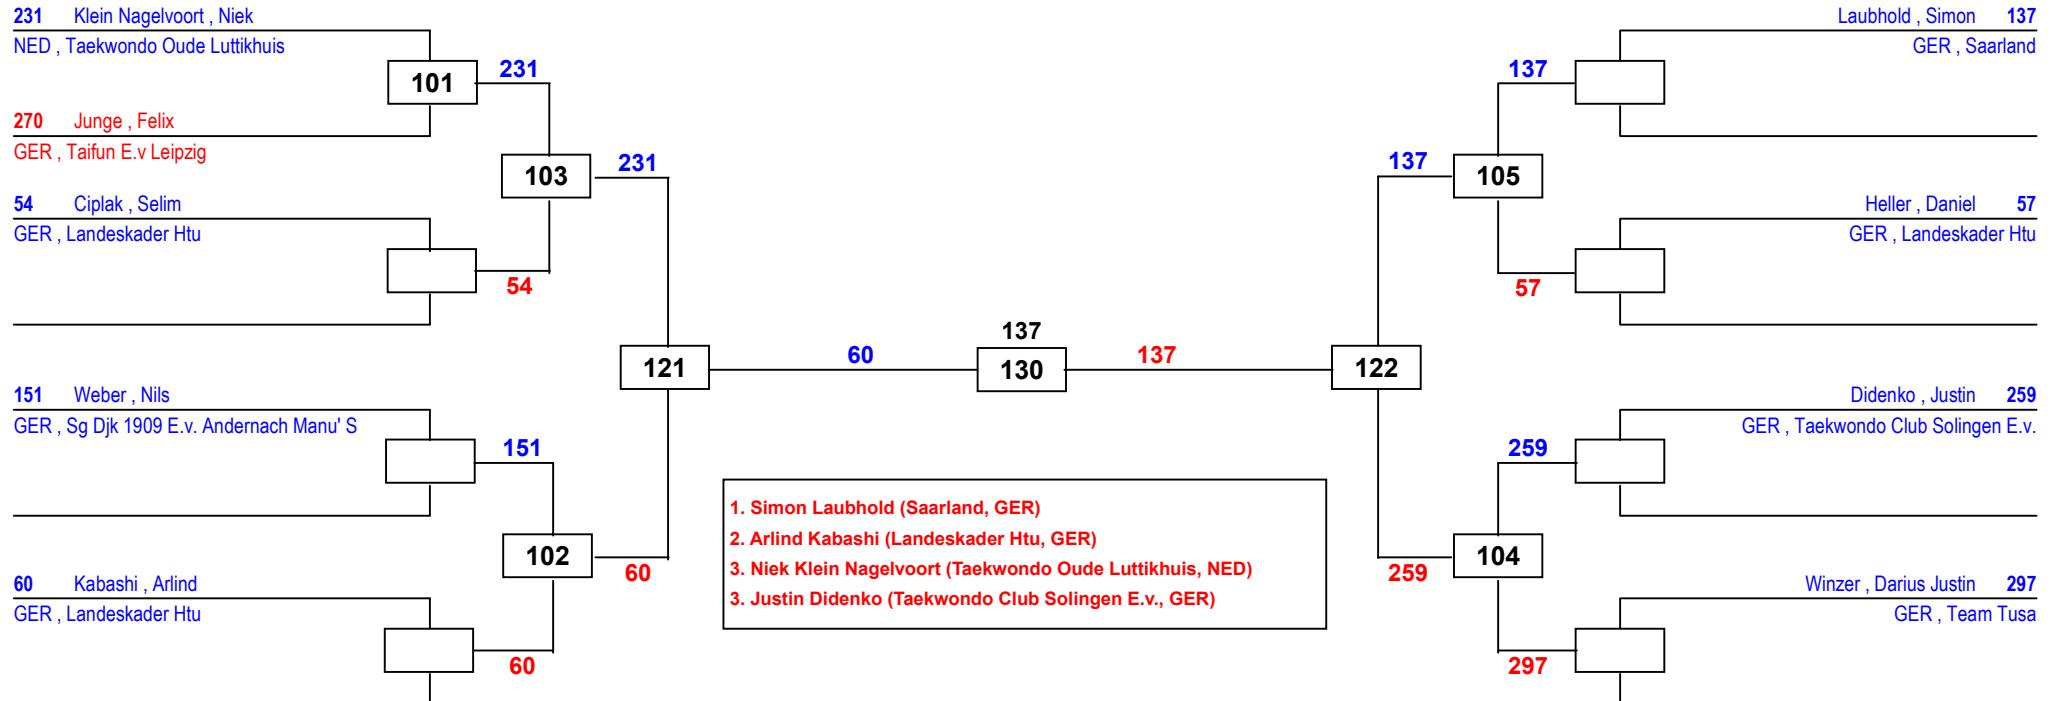 231 Klein Nagelvoort , Niek
NED , Taekwondo Oude Luttikhuis
101
231
270 Junge , Felix
GER , Taifun E.v Leipzig
103
231
54 Ciplak , Selim
GER , Landeskader Htu
54
121
60
151 Weber , Nils
GER , Sg Djk 1909 E.v. Andernach Manu' S
151
102
60
60 Kabashi , Arlind
GER , Landeskader Htu
60
137
130
137
1. Simon Laubhold (Saarland, GER)
2. Arlind Kabashi (Landeskader Htu, GER)
3. Niek Klein Nagelvoort (Taekwondo Oude Luttikhuis, NED)
3. Justin Didenko (Taekwondo Club Solingen E.v., GER)
Laubhold , Simon 137
GER , Saarland
137
137
105
Heller , Daniel 57
GER , Landeskader Htu
57
122
Didenko , Justin 259
GER , Taekwondo Club Solingen E.v.
259
104
259
Winzer , Darius Justin 297
GER , Team Tusa
297